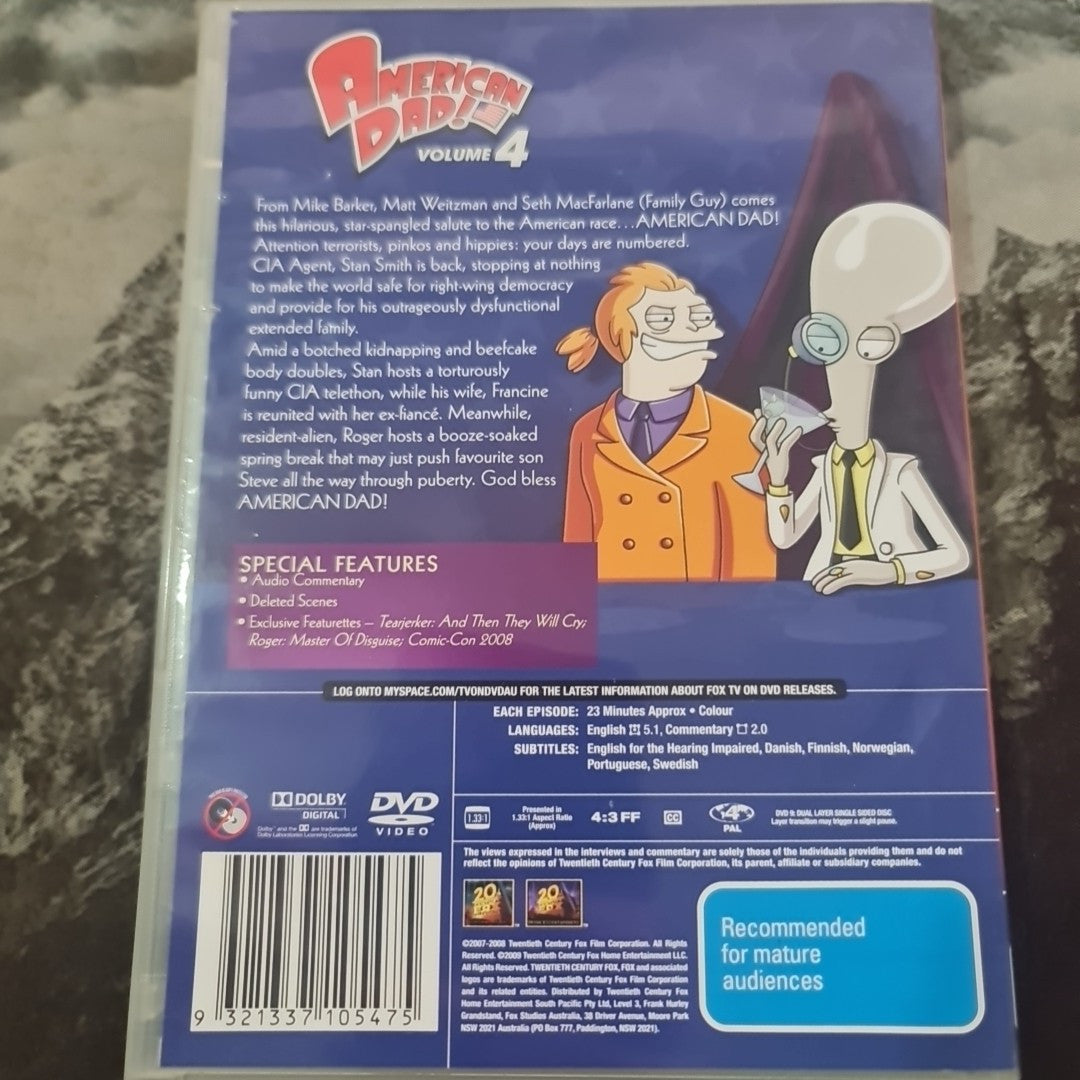 AMERICAN
DAD!
VOLUME 4
From Mike Barker, Matt Weitzman and Seth MacFarlane (Family Guy) comes
this hilarious, star-spangled salute to the American race...AMERICAN DAD!
Attention terrorists, pinkos and hippies: your days are numbered.
CIA Agent, Stan Smith is back, stopping at nothing
to make the world safe for right-wing democracy
and provide for his outrageously dysfunctional
extended family.
Amid a botched kidnapping and beefcake
body doubles, Stan hosts a torturously
funny CIA telethon, while his wife, Francine
is reunited with her ex-fiancé. Meanwhile,
resident-alien, Roger hosts a booze-soaked
spring break that may just push favourite son
Steve all the way through puberty. God bless
AMERICAN DAD!
SPECIAL FEATURES
• Audio Commentary
• Deleted Scenes
• Exclusive Featurettes – Tearjerker: And Then They Will Cry;
Roger: Master Of Disguise; Comic-Con 2008
LOG ONTO MYSPACE.COM/TVONDVDAU FOR THE LATEST INFORMATION ABOUT FOX TV ON DVD RELEASES.
EACH EPISODE: 23 Minutes Approx • Colour
LANGUAGES: English 5.1, Commentary 2.0
SUBTITLES: English for the Hearing Impaired, Danish, Finnish, Norwegian,
Portuguese, Swedish
DOLBY
DIGITAL
Dolby and the DD are trademarks of
Dolby Laboratories Licensing Corporation
DVD
VIDEO
1.33:1
Presented in
1.33:1 Aspect Ratio
(Approx)
4:3 FF
CC
4
PAL
DVD 9: DUAL LAYER SINGLE SIDED DISC
Layer transition may trigger a slight pause.
The views expressed in the interviews and commentary are solely those of the individuals providing them and do not
reflect the opinions of Twentieth Century Fox Film Corporation, its parent, affiliate or subsidiary companies.
©2007-2008 Twentieth Century Fox Film Corporation. All Rights
Reserved. ©2009 Twentieth Century Fox Home Entertainment LLC.
All Rights Reserved. TWENTIETH CENTURY FOX, FOX and associated
logos are trademarks of Twentieth Century Fox Film Corporation
and its related entities. Distributed by Twentieth Century Fox
Home Entertainment South Pacific Pty Ltd, Level 3, Frank Hurley
Grandstand, Fox Studios Australia, 38 Driver Avenue, Moore Park
NSW 2021 Australia (PO Box 777, Paddington, NSW 2021).
Recommended
for mature
audiences
9 321337 105475